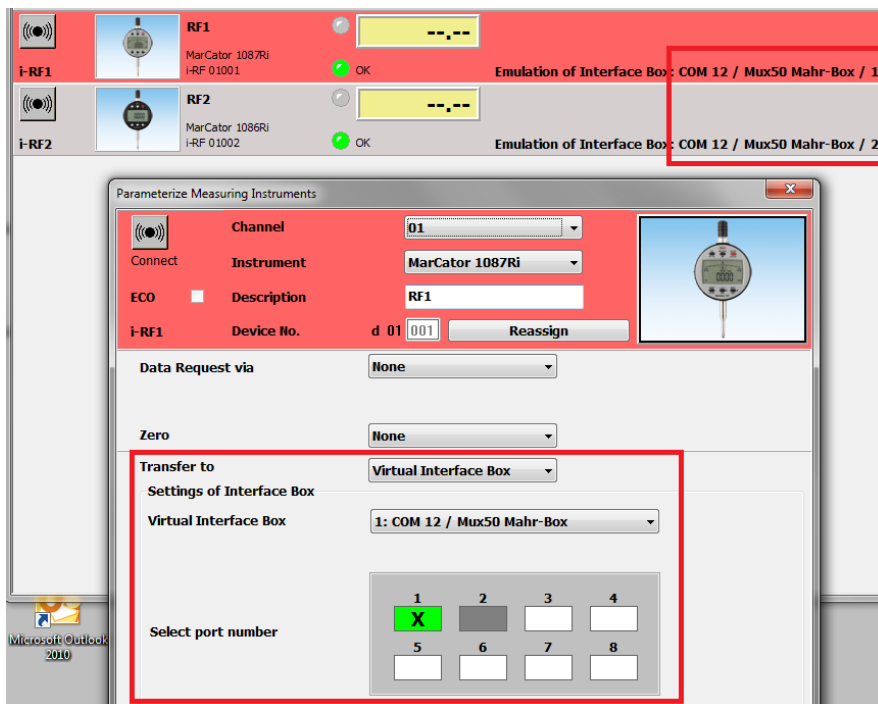 RF1
--.--
MarCator 1087Ri
i-RF1 i-RF 01001 OK Emulation of Interface Box: COM 12 / Mux50 Mahr-Box / 1
RF2
--.--
MarCator 1086Ri
i-RF2 i-RF 01002 OK Emulation of Interface Box: COM 12 / Mux50 Mahr-Box / 2
Parameterize Measuring Instruments
Channel 01
Connect Instrument MarCator 1087Ri
ECO Description RF1
i-RF1 Device No. d 01 001 Reassign
Data Request via None
Zero None
Transfer to Virtual Interface Box
Settings of Interface Box
Virtual Interface Box 1: COM 12 / Mux50 Mahr-Box
1 2 3 4
X
Select port number
5 6 7 8
Microsoft Outlook
2010